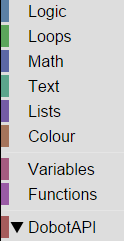 Logic
Loops
Math
Text
Lists
Colour
Variables
Functions
▼ DobotAPI